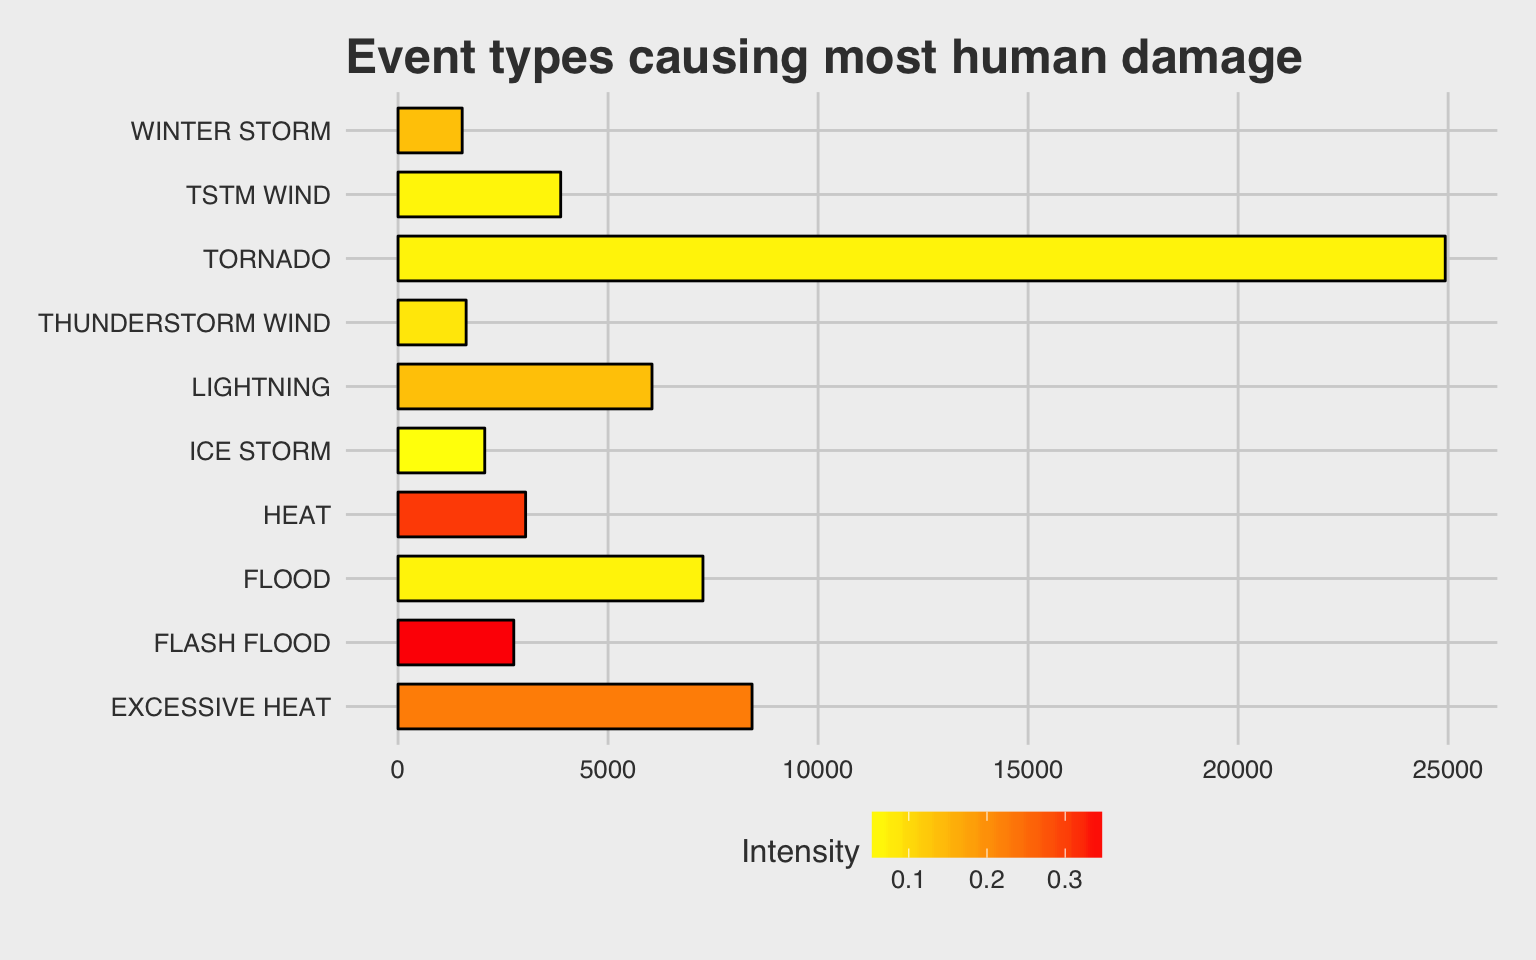 Event types causing most human damage
WINTER STORM
TSTM WIND
TORNADO
THUNDERSTORM WIND
LIGHTNING
ICE STORM
HEAT
FLOOD
FLASH FLOOD
EXCESSIVE HEAT
0 5000 10000 15000 20000 25000
Intensity
0.1 0.2 0.3